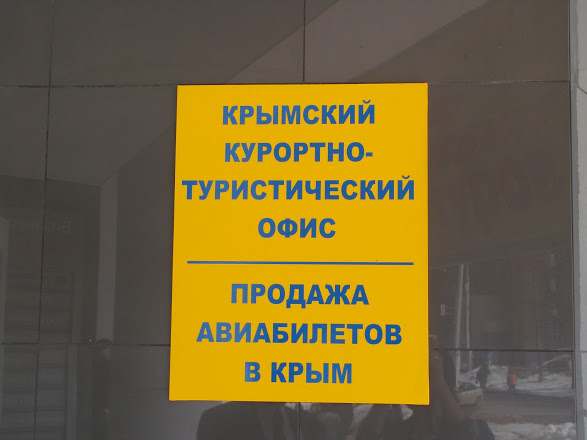 КРЫМСКИЙ
КУРОРТНО-
ТУРИСТИЧЕСКИЙ
ОФИС
ПРОДАЖА
АВИАБИЛЕТОВ
В КРЫМ